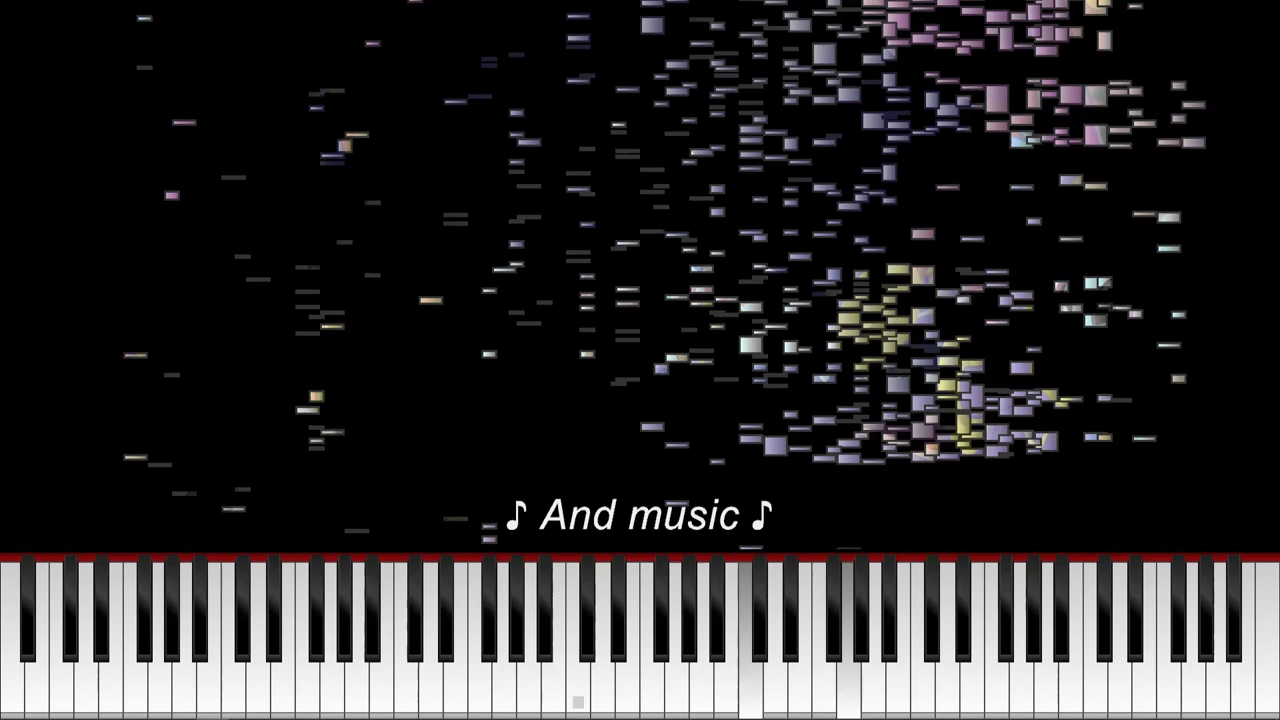 ♪ And music ♪